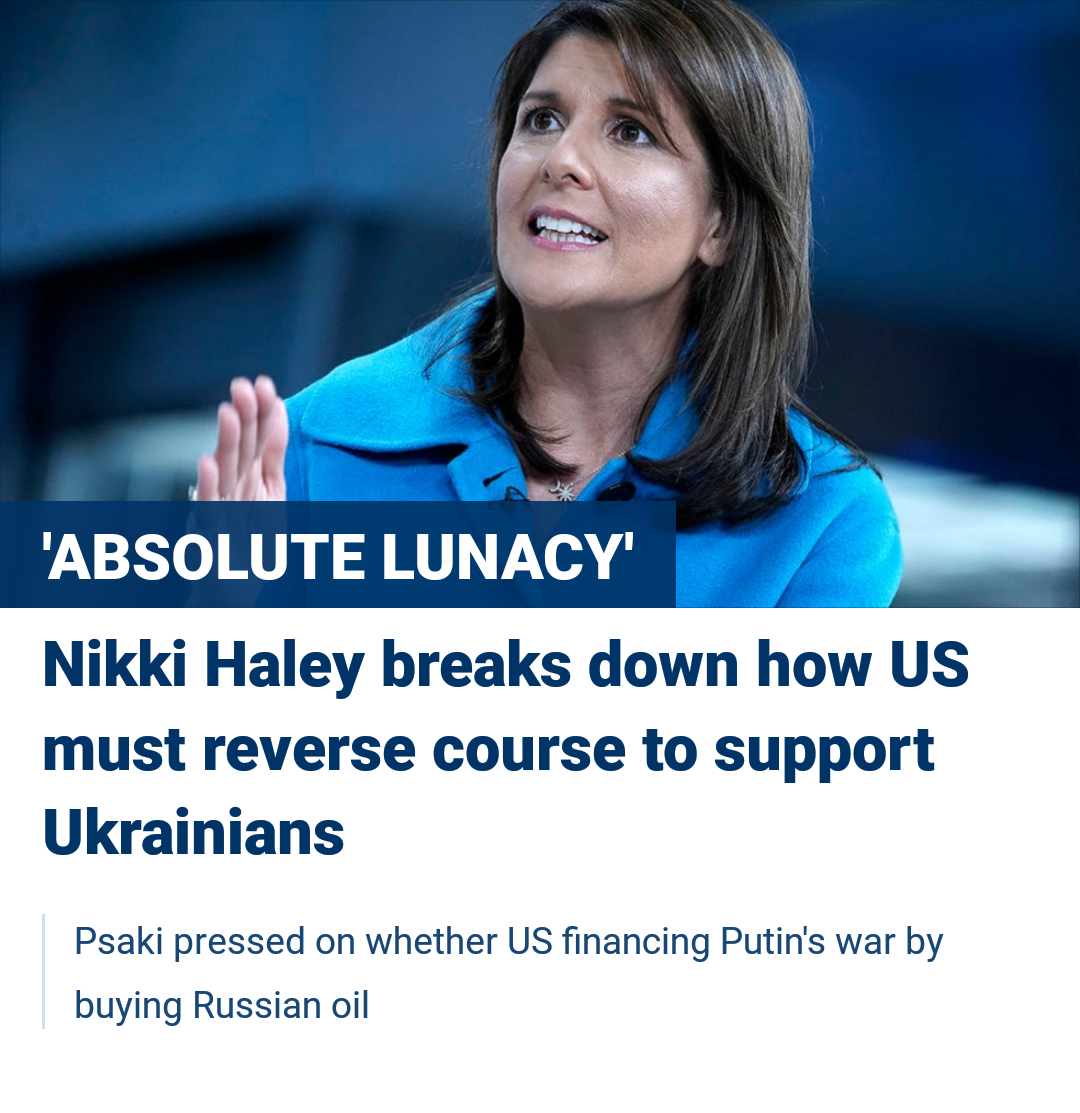 'ABSOLUTE LUNACY'
Nikki Haley breaks down how US
must reverse course to support
Ukrainians
Psaki pressed on whether US financing Putin's war by
buying Russian oil